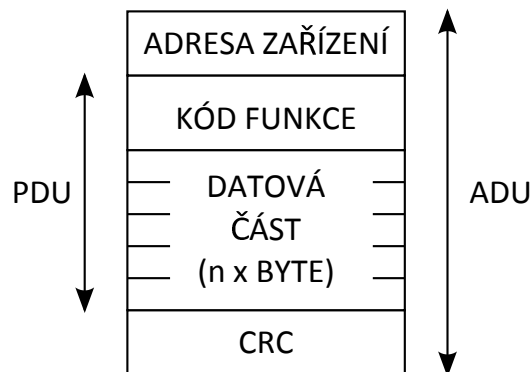 ADRESA ZAŘÍZENÍ
KÓD FUNKCE
PDU
DATOVÁ
ČÁST
(n x BYTE)
ADU
CRC